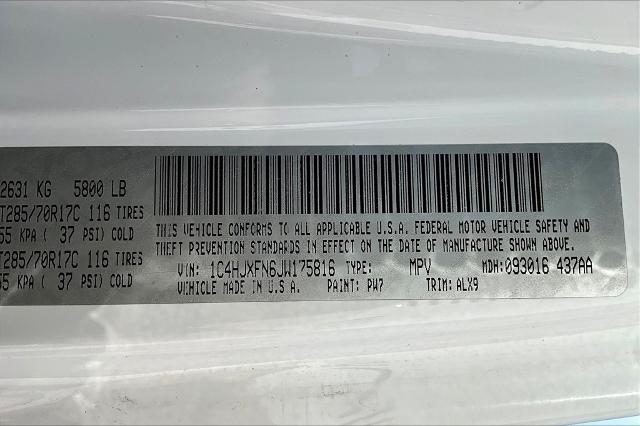 2631 KG 5800 LB
T285/70R17C 116 TIRES
55 KPA ( 37 PSI) COLD
T285/70R17C 116 TIRES
55 KPA ( 37 PSI) COLD
THIS VEHICLE CONFORMS TO ALL APPLICABLE U.S.A. FEDERAL MOTOR VEHICLE SAFETY AND
THEFT PREVENTION STANDARDS IN EFFECT ON THE DATE OF MANUFACTURE SHOWN ABOVE.
VIN: 1C4HJXFN6JW175816 TYPE: MPV MDH:093016 437AA
VEHICLE MADE IN U.S.A. PAINT: PW7 TRIM: ALX9